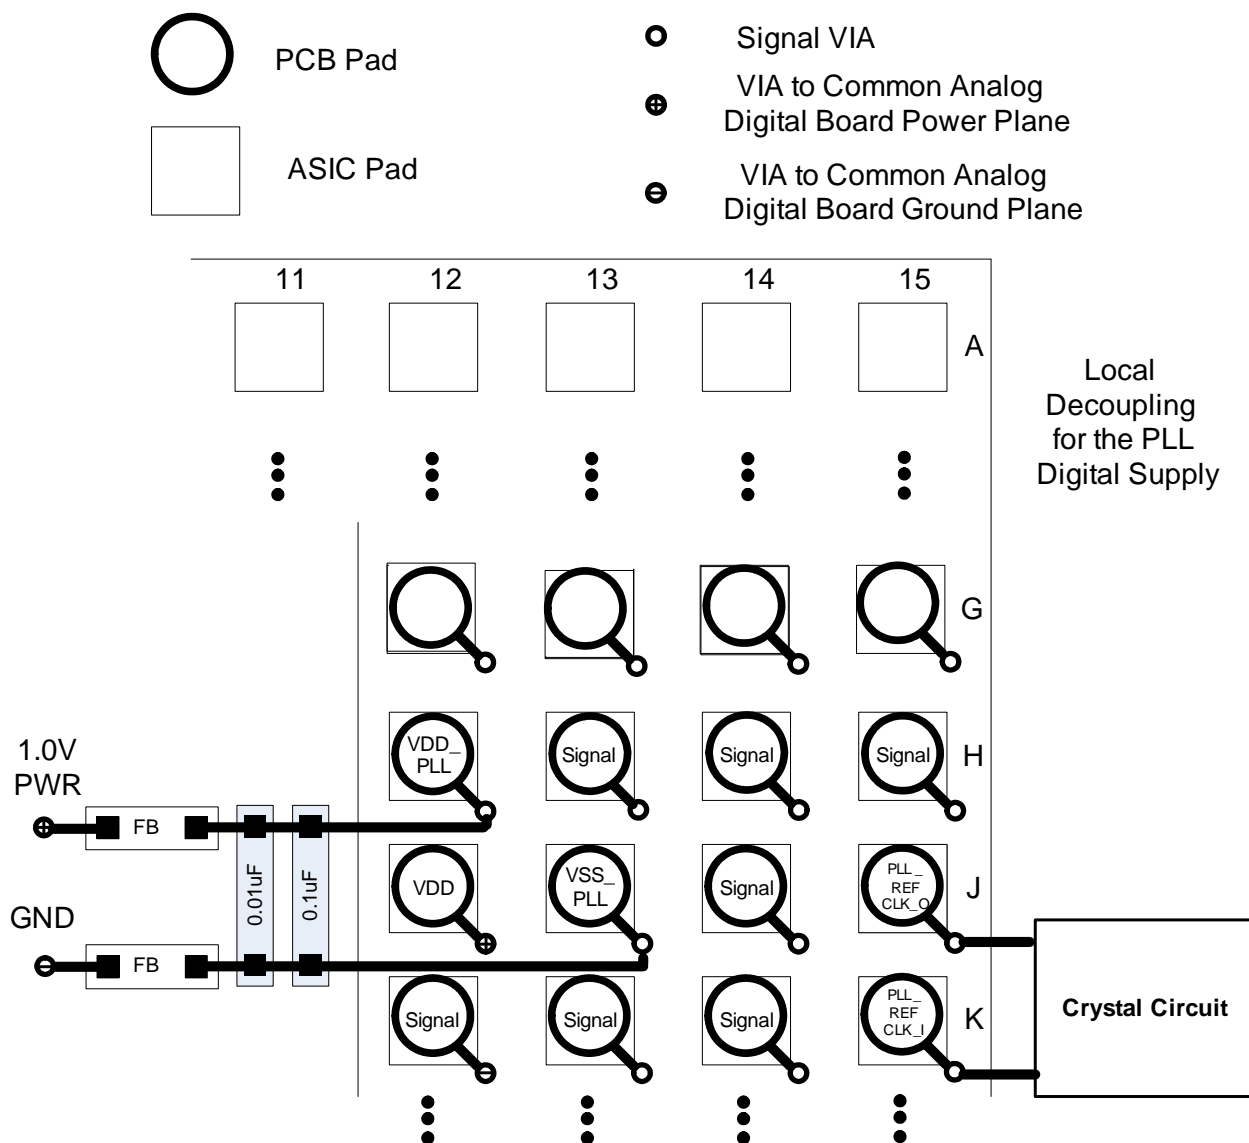 PCB Pad
ASIC Pad
Signal VIA
VIA to Common Analog
Digital Board Power Plane
VIA to Common Analog
Digital Board Ground Plane
11 12 13 14 15
A
Local
Decoupling
for the PLL
Digital Supply
G
VDD_
PLL
Signal
Signal
Signal
H
1.0V
PWR
FB
0.01uF
0.1uF
VDD
VSS_
PLL
Signal
PLL_
REF
CLK_O
J
GND
FB
Signal
Signal
Signal
PLL_
REF
CLK_I
K
Crystal Circuit